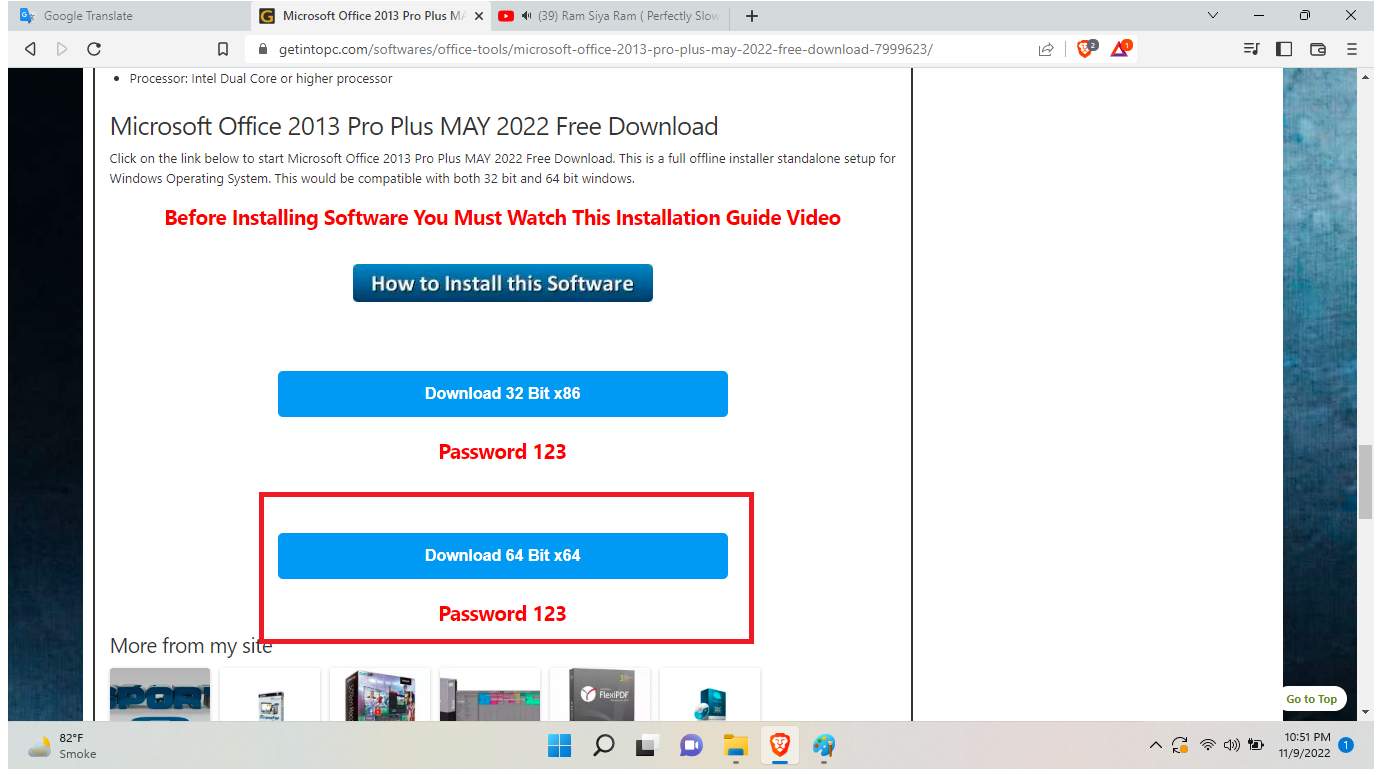 Google Translate
Microsoft Office 2013 Pro Plus MA
(39) Ram Siya Ram ( Perfectly Slow
getintopc.com/softwares/office-tools/microsoft-office-2013-pro-plus-may-2022-free-download-7999623/
2
1
Processor: Intel Dual Core or higher processor
Microsoft Office 2013 Pro Plus MAY 2022 Free Download
Click on the link below to start Microsoft Office 2013 Pro Plus MAY 2022 Free Download. This is a full offline installer standalone setup for
Windows Operating System. This would be compatible with both 32 bit and 64 bit windows.
Before Installing Software You Must Watch This Installation Guide Video
How to Install this Software
Download 32 Bit x86
Password 123
Download 64 Bit x64
Password 123
More from my site
SPORT
FlexiPDF
Go to Top
82°F
Smoke
10:51 PM
11/9/2022
1